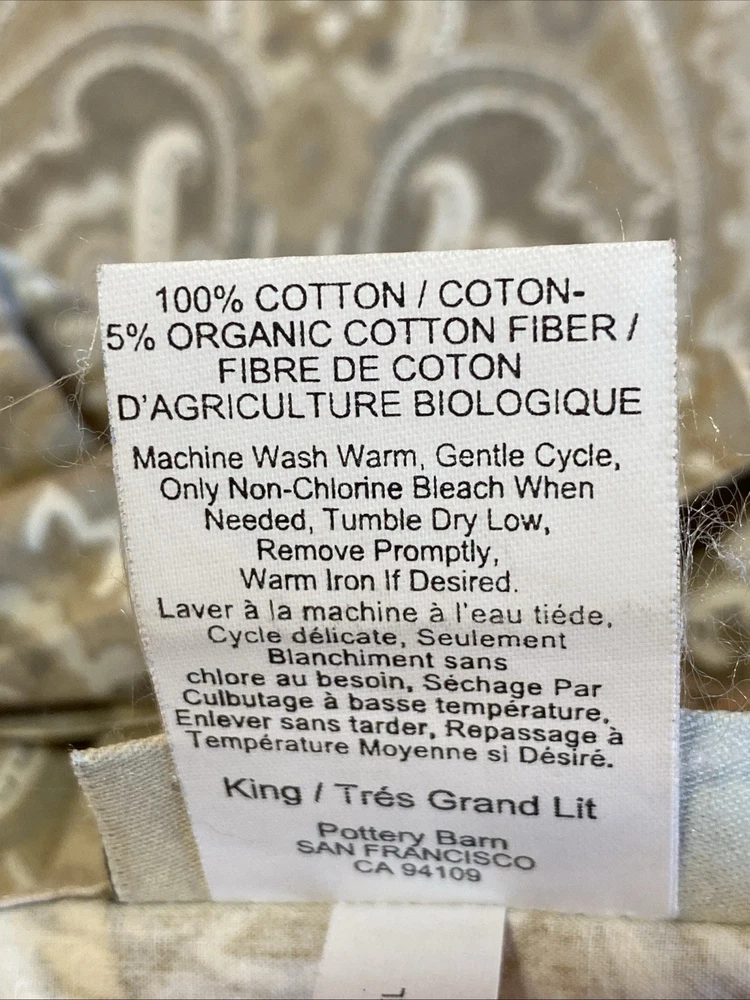 100% COTTON / COTON-
5% ORGANIC COTTON FIBER /
FIBRE DE COTON
D'AGRICULTURE BIOLOGIQUE
Machine Wash Warm, Gentle Cycle,
Only Non-Chlorine Bleach When
Needed, Tumble Dry Low,
Remove Promptly,
Warm Iron If Desired.
Laver à la machine à l'eau tiéde,
Cycle délicate, Seulement
Blanchiment sans
chlore au besoin, Séchage Par
Culbutage à basse température,
Enlever sans tarder, Repassage à
Température Moyenne si Désiré.
King / Trés Grand Lit
Pottery Barn
SAN FRANCISCO
CA 94109